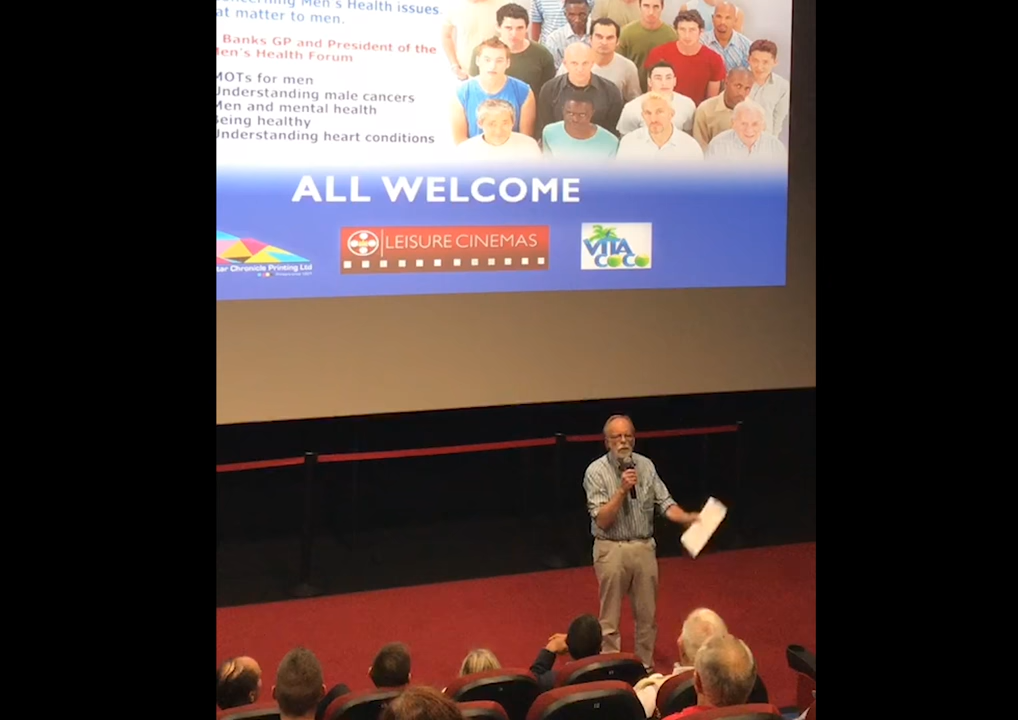 concerning Men's Health issues
at matter to men.
Banks GP and President of the
Men's Health Forum
MOTs for men
Understanding male cancers
Men and mental health
Being healthy
Understanding heart conditions
ALL WELCOME
tar Chronicle Printing Ltd
LEISURE CINEMAS
VITA
COCO